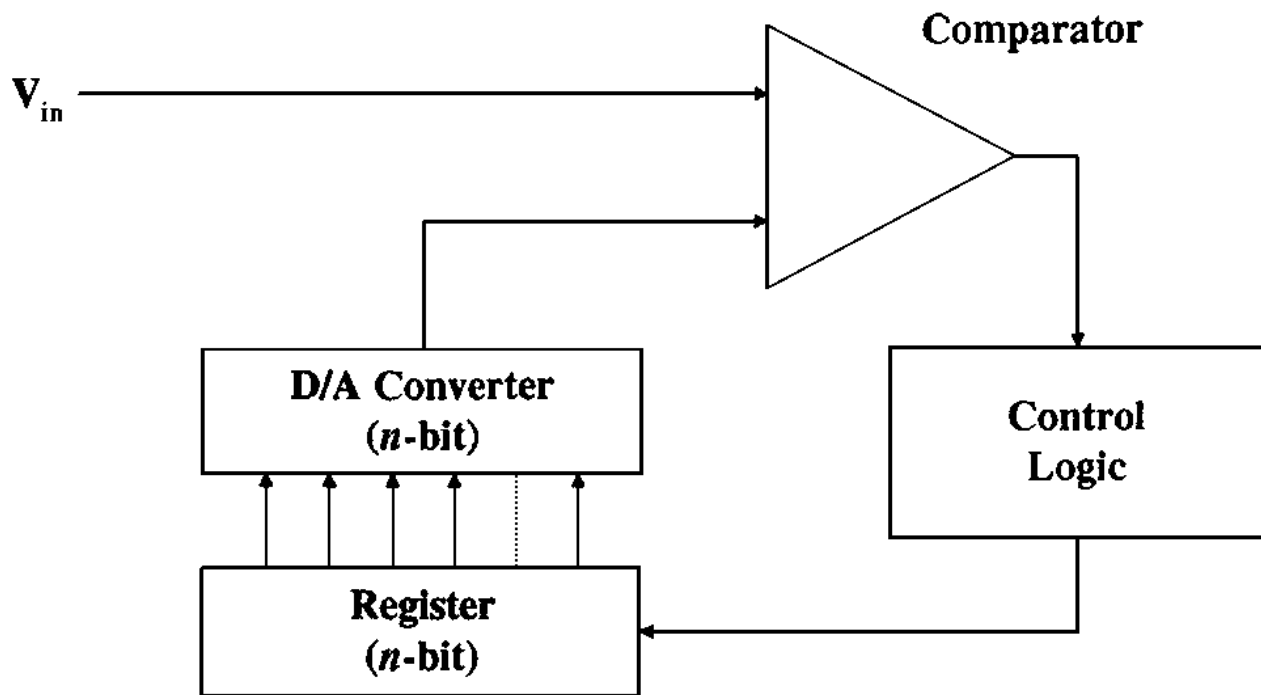 Comparator
Vin
D/A Converter
(n-bit)
Control
Logic
Register
(n-bit)